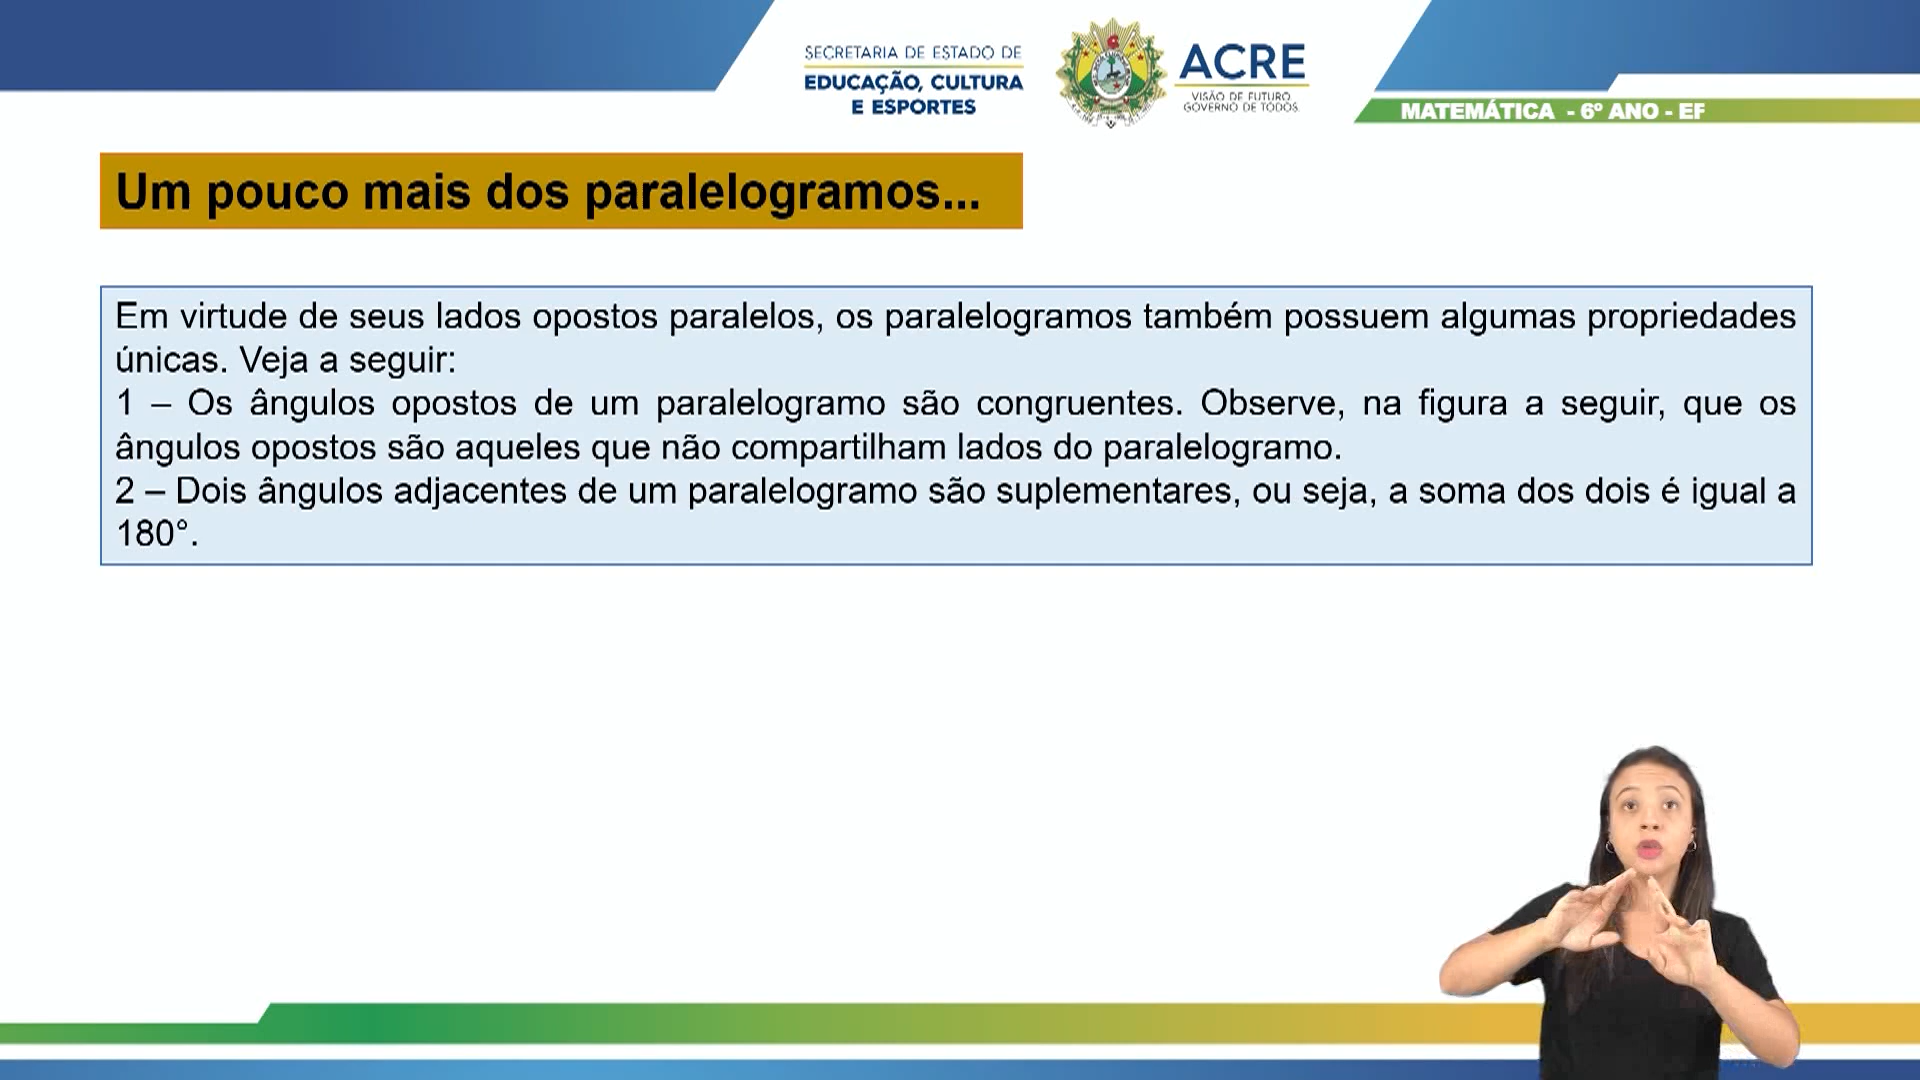 SECRETARIA DE ESTADO DE
EDUCAÇÃO, CULTURA
E ESPORTES
ACRE
VISÃO DE FUTURO.
GOVERNO DE TODOS.
MATEMÁTICA - 6º ANO - EF
Um pouco mais dos paralelogramos...
Em virtude de seus lados opostos paralelos, os paralelogramos também possuem algumas propriedades
únicas. Veja a seguir:
1 – Os ângulos opostos de um paralelogramo são congruentes. Observe, na figura a seguir, que os
ângulos opostos são aqueles que não compartilham lados do paralelogramo.
2 – Dois ângulos adjacentes de um paralelogramo são suplementares, ou seja, a soma dos dois é igual a
180°.